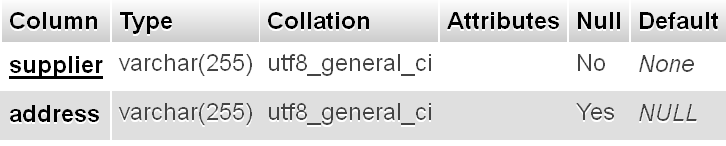 Column Type Collation Attributes Null Default
supplier varchar(255) utf8_general_ci No None
address varchar(255) utf8_general_ci Yes NULL